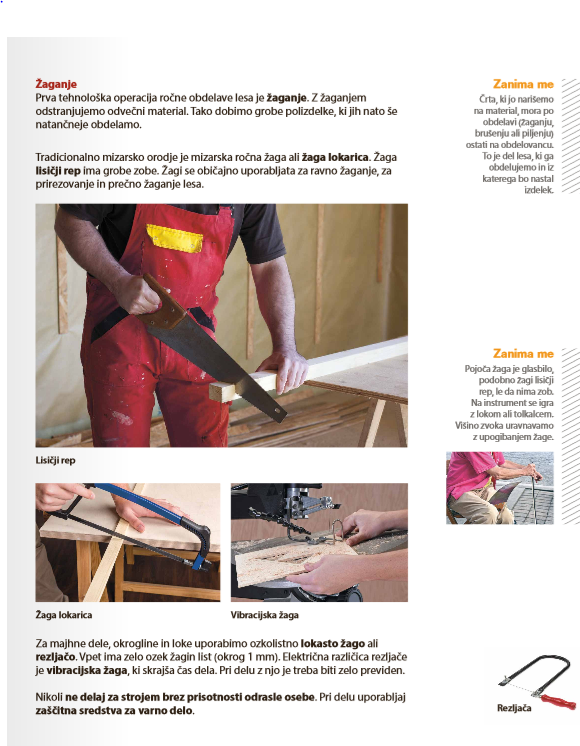 Žaganje
Prva tehnološka operacija ročne obdelave lesa je žaganje. Z žaganjem
odstranjujemo odvečni material. Tako dobimo grobe polizdelke, ki jih nato še
natančneje obdelamo.
Tradicionalno mizarsko orodje je mizarska ročna žaga ali žaga lokarica. Žaga
lisičji rep ima grobe zobe. Žagi se običajno uporabljata za ravno žaganje, za
prirezovanje in prečno žaganje lesa.
Lisičji rep
Žaga lokarica
Vibracijska žaga
Za majhne dele, okrogline in loke uporabimo ozkolistno lokasto žago ali
rezljačo. Vpet ima zelo ozek žagin list (okrog 1 mm). Električna različica rezljače
je vibracijska žaga, ki skrajša čas dela. Pri delu z njo je treba biti zelo previden.
Nikoli ne delaj za strojem brez prisotnosti odrasle osebe. Pri delu uporabljaj
zaščitna sredstva za varno delo.
Zanima me
Črta, ki jo narišemo
na material, mora po
obdelavi (žaganju,
brušenju ali piljenju)
ostati na obdelovancu.
To je del lesa, ki ga
obdelujemo in iz
katerega bo nastal
izdelek.
Zanima me
Pojoča žaga je glasbilo,
podobno žagi lisičji
rep, le da nima zob.
Na instrument se igra
z lokom ali tolkalcem.
Višino zvoka uravnavamo
z upogibanjem žage.
Rezljača